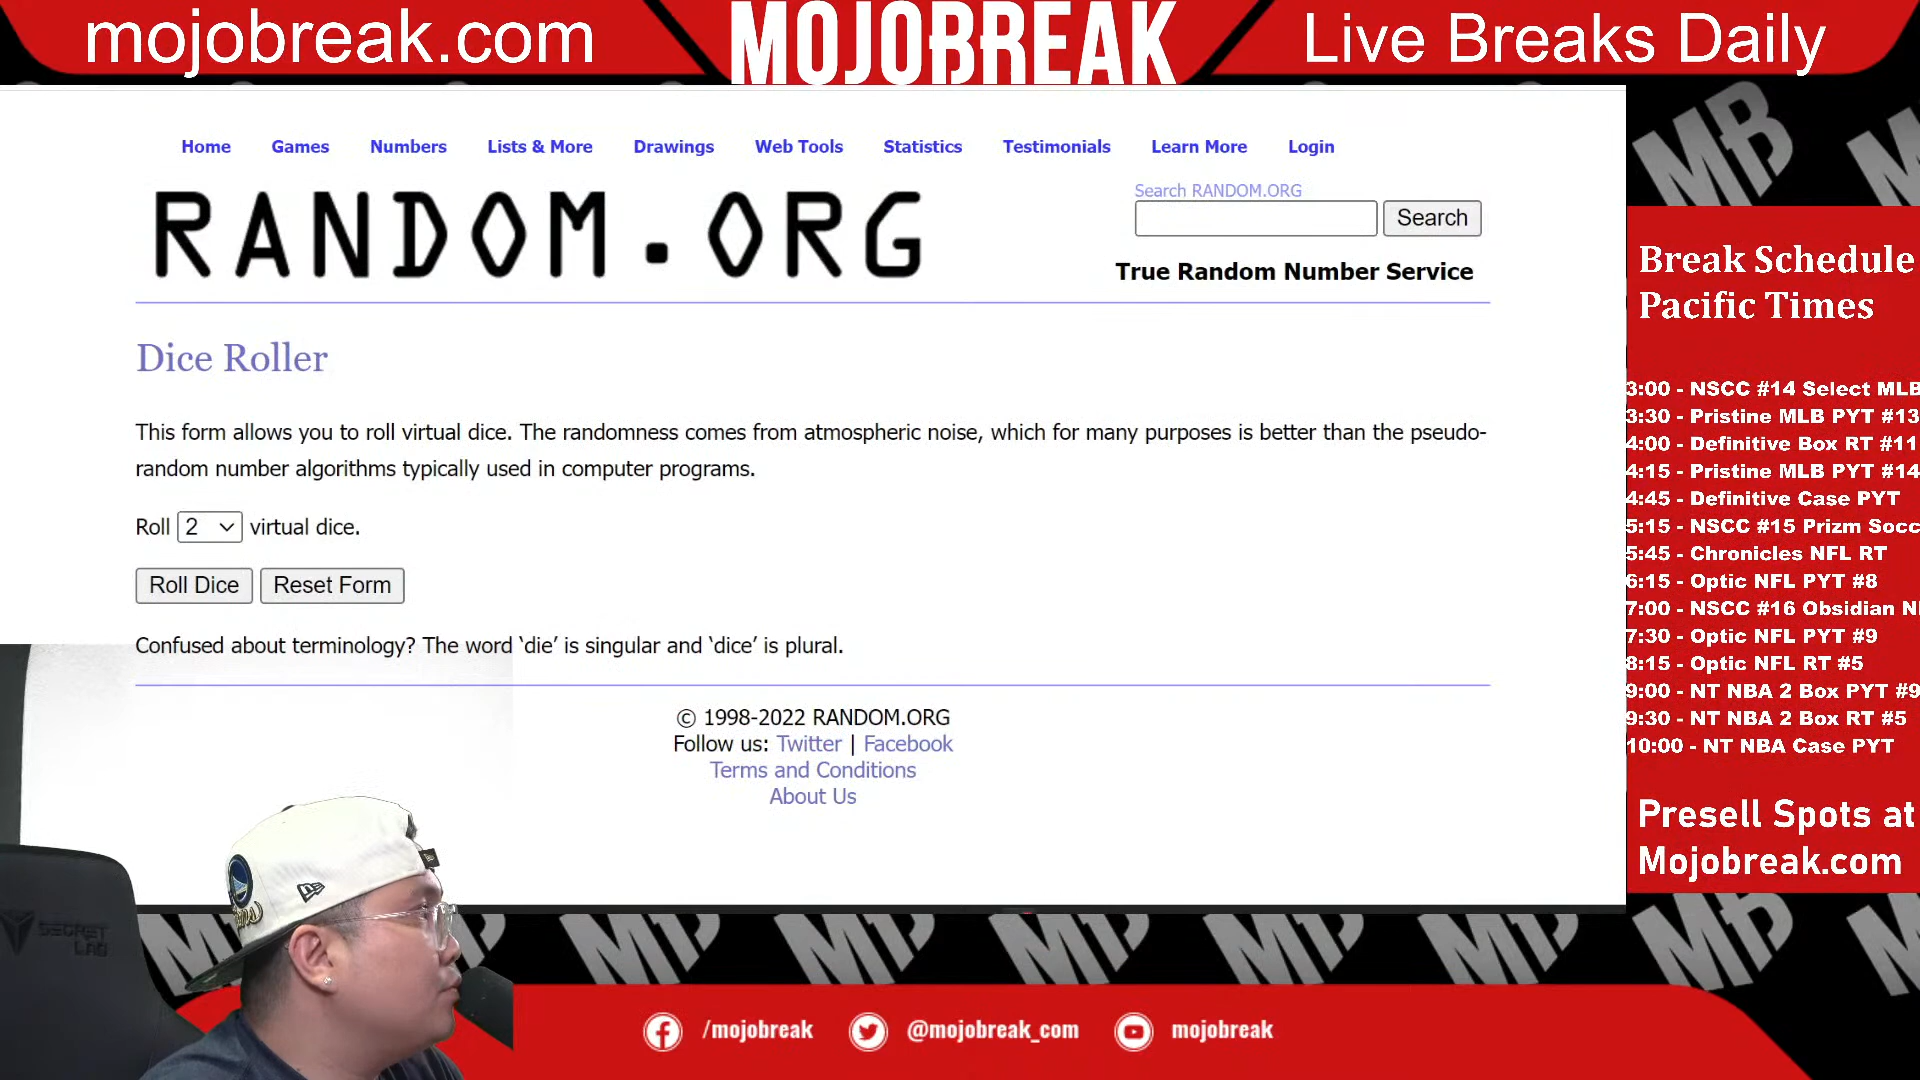 mojobreak.com
MOJOBREAK
Live Breaks Daily
Home Games Numbers Lists & More Drawings Web Tools Statistics Testimonials Learn More Login
RANDOM.ORG
Search RANDOM.ORG
Search
True Random Number Service
Dice Roller
This form allows you to roll virtual dice. The randomness comes from atmospheric noise, which for many purposes is better than the pseudo-
random number algorithms typically used in computer programs.
Roll 2 virtual dice.
Roll Dice Reset Form
Confused about terminology? The word ‘die’ is singular and ‘dice’ is plural.
© 1998-2022 RANDOM.ORG
Follow us: Twitter | Facebook
Terms and Conditions
About Us
Break Schedule
Pacific Times
3:00 - NSCC #14 Select MLB
3:30 - Pristine MLB PYT #13
4:00 - Definitive Box RT #11
4:15 - Pristine MLB PYT #14
4:45 - Definitive Case PYT
5:15 - NSCC #15 Prizm Socc
5:45 - Chronicles NFL RT
6:15 - Optic NFL PYT #8
7:00 - NSCC #16 Obsidian
7:30 - Optic NFL PYT #9
8:15 - Optic NFL RT #5
9:00 - NT NBA 2 Box PYT #9
9:30 - NT NBA 2 Box RT #5
10:00 - NT NBA Case PYT
Presell Spots at
Mojobreak.com
MB
MB
MB
MB
MB
MB
SECRET
LAB
/mojobreak
@mojobreak_com
mojobreak